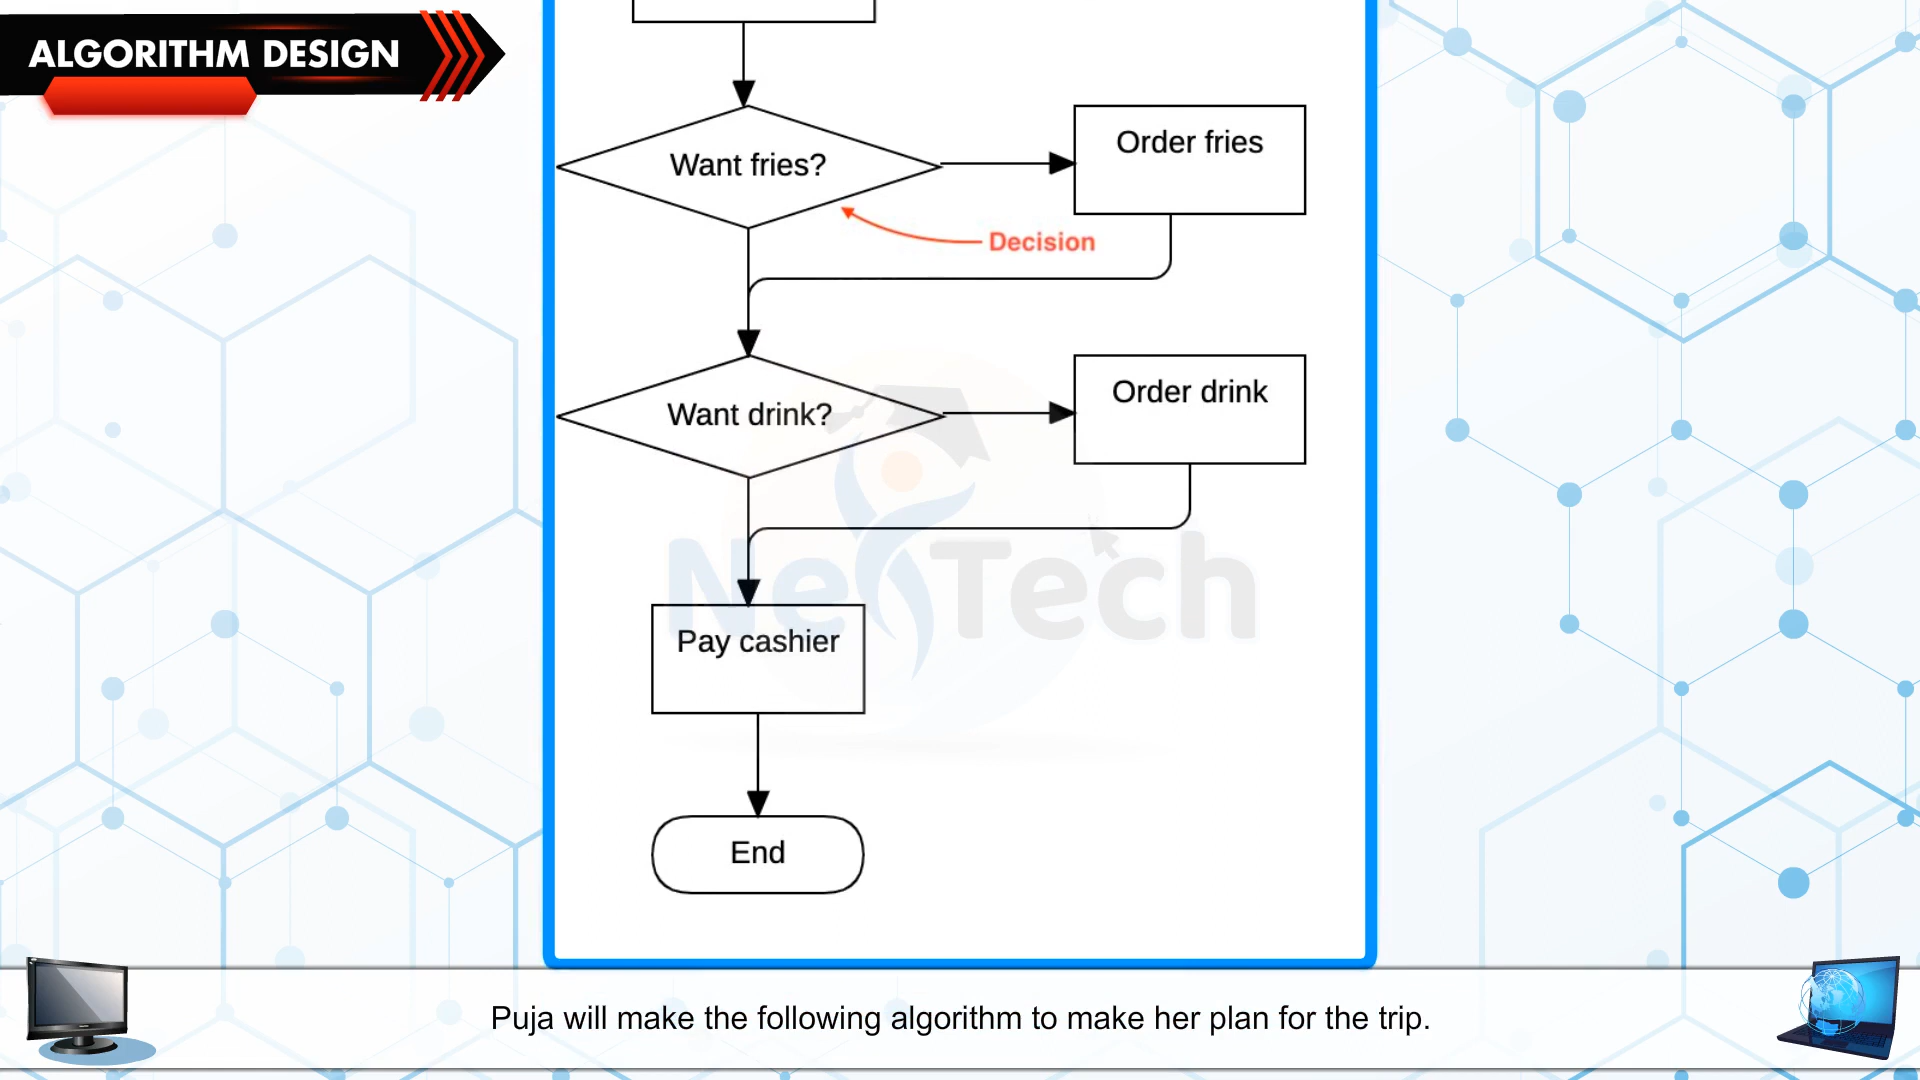 ALGORITHM DESIGN
Want fries?
Order fries
Decision
Want drink?
Order drink
NexTech
Pay cashier
End
Puja will make the following algorithm to make her plan for the trip.